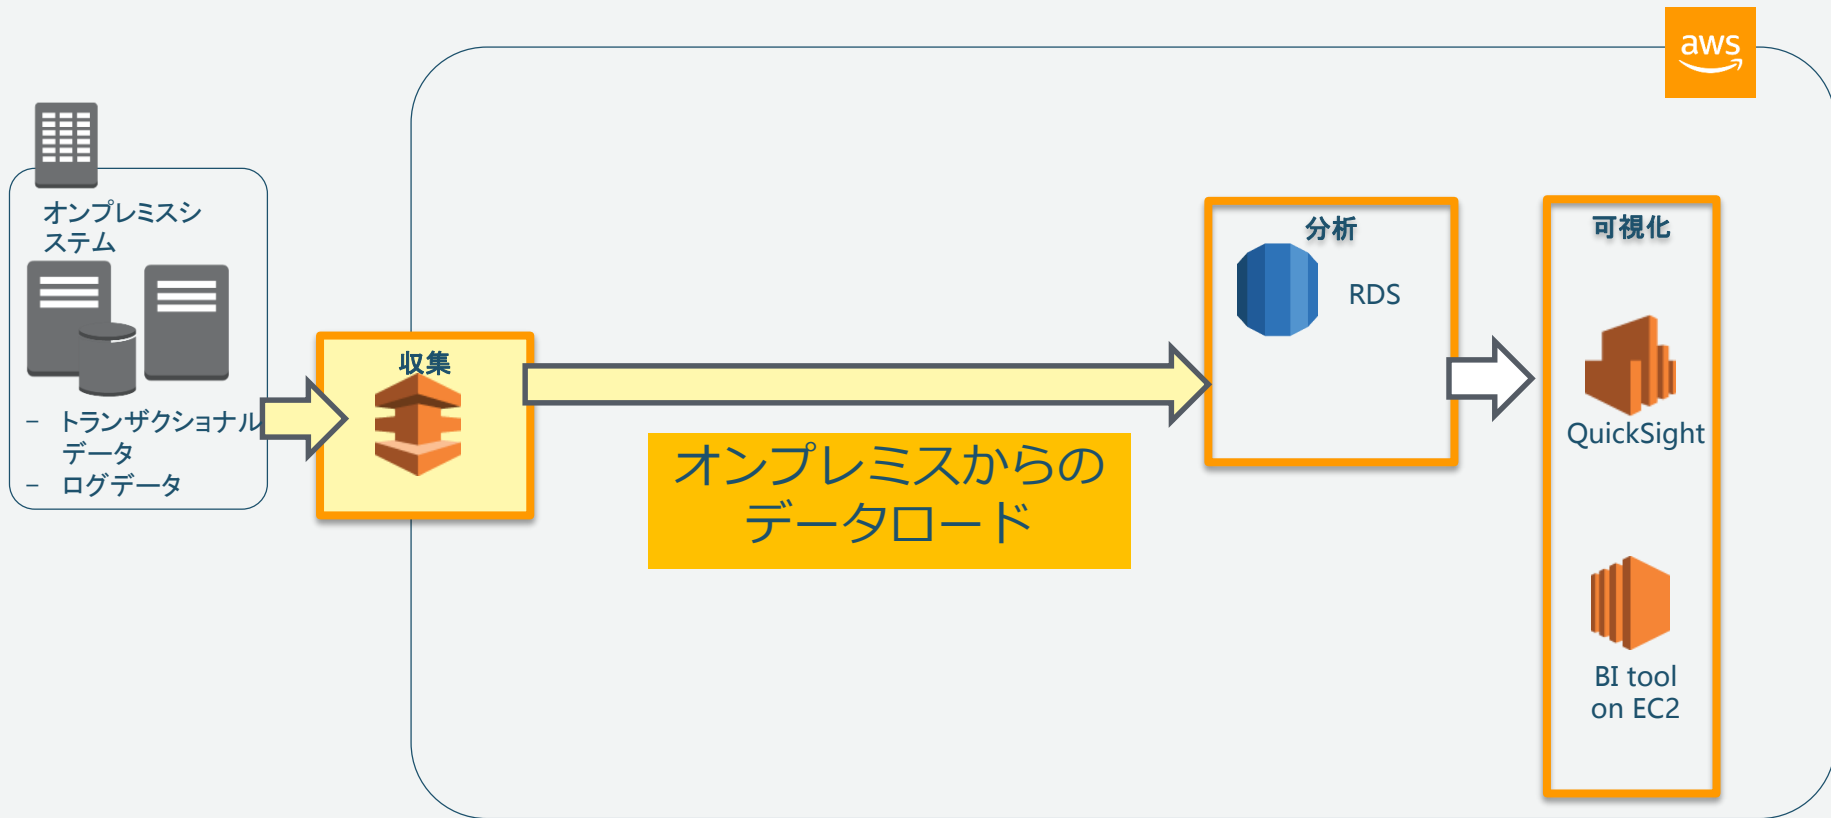 aws
オンプレミスシ
ステム
− トランザクショナル
データ
− ログデータ
収集
オンプレミスからの
データロード
分析
RDS
可視化
QuickSight
BI tool
on EC2